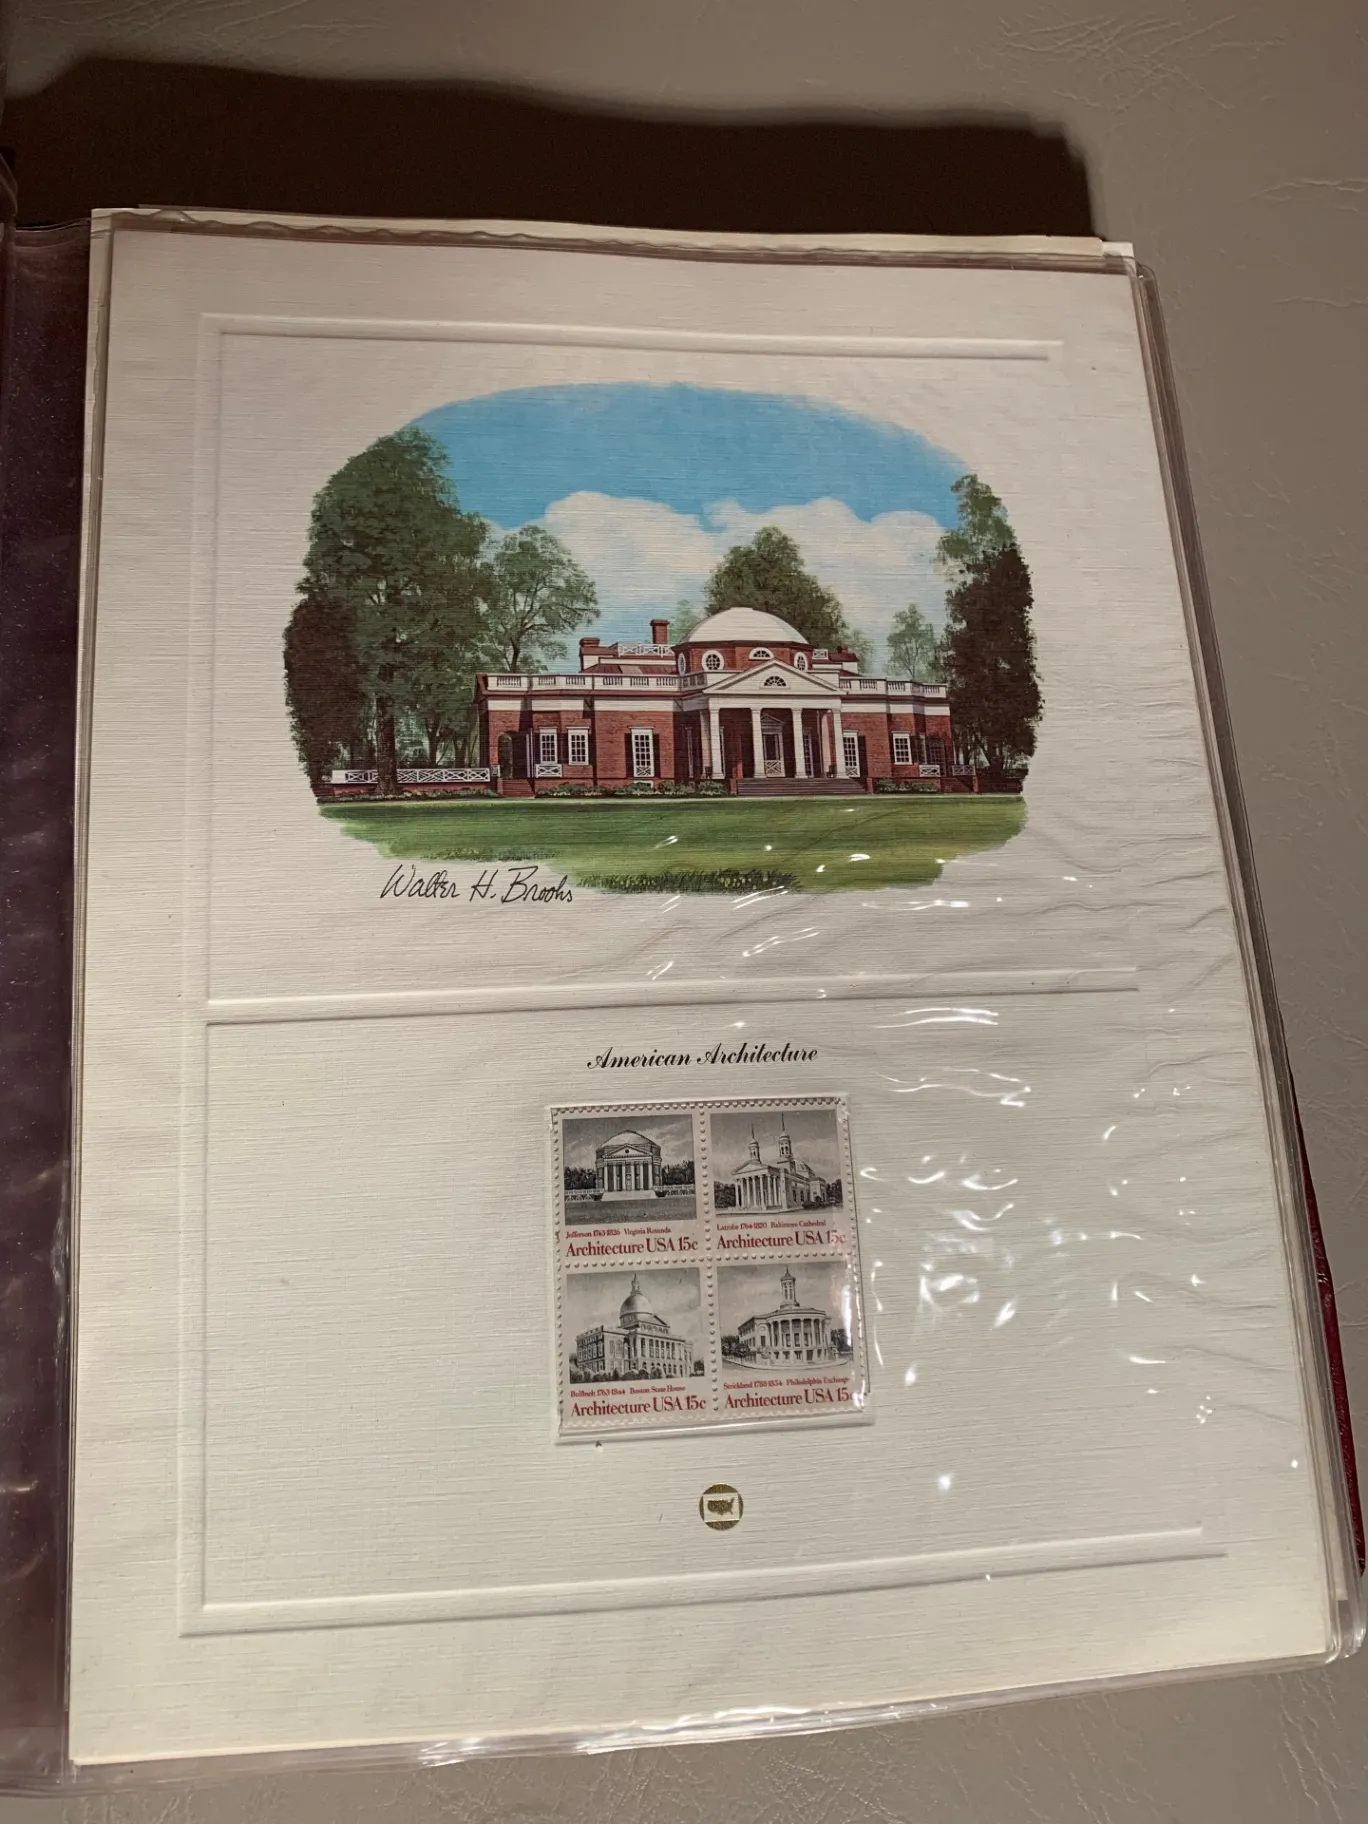 Walter H. Brooks
American Architecture
Jefferson 1743-1826 Virginia Rotunda
Architecture USA 15c
Latrobe 1764-1820 Baltimore Cathedral
Architecture USA 15c
Bulfinch 1763-1844 Boston State House
Architecture USA 15c
Strickland 1788-1854 Philadelphia Exchange
Architecture USA 15c